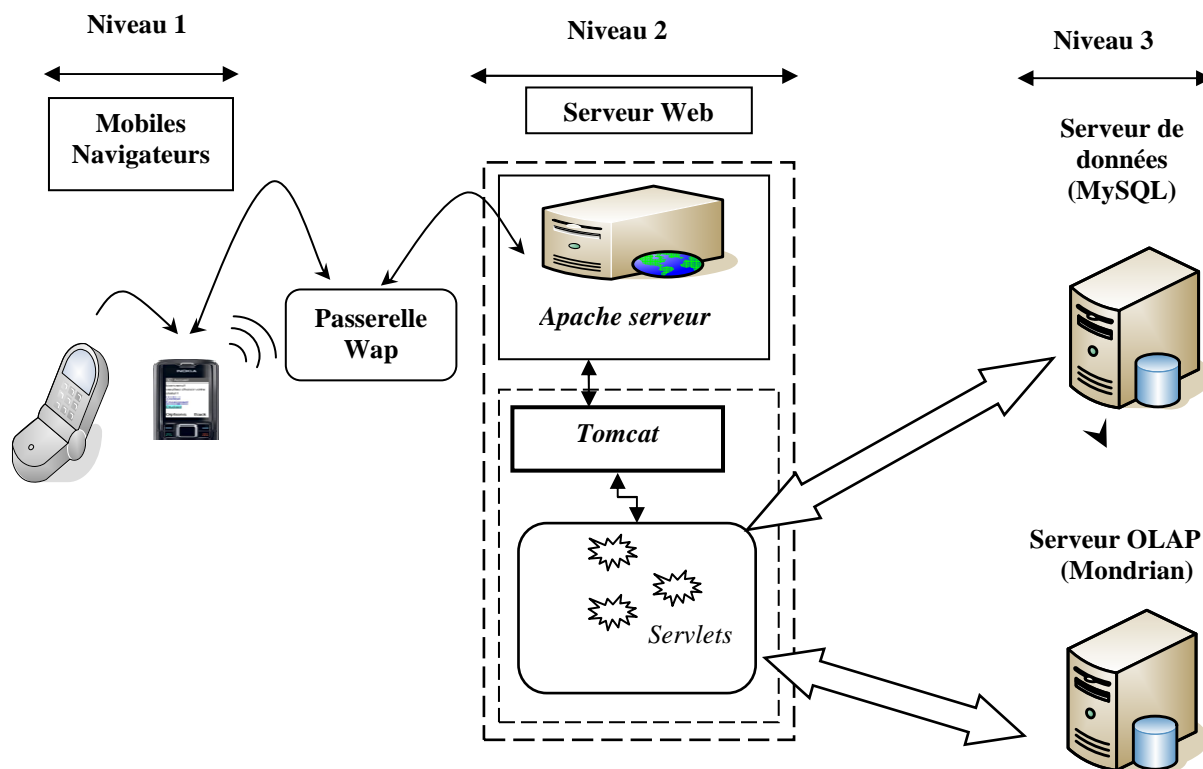 Niveau 1
Niveau 2
Niveau 3
Mobiles
Navigateurs
Serveur Web
Serveur de
données
(MySQL)
Passerelle
Wap
Apache serveur
NOKIA
Tomcat
Servlets
Serveur OLAP
(Mondrian)